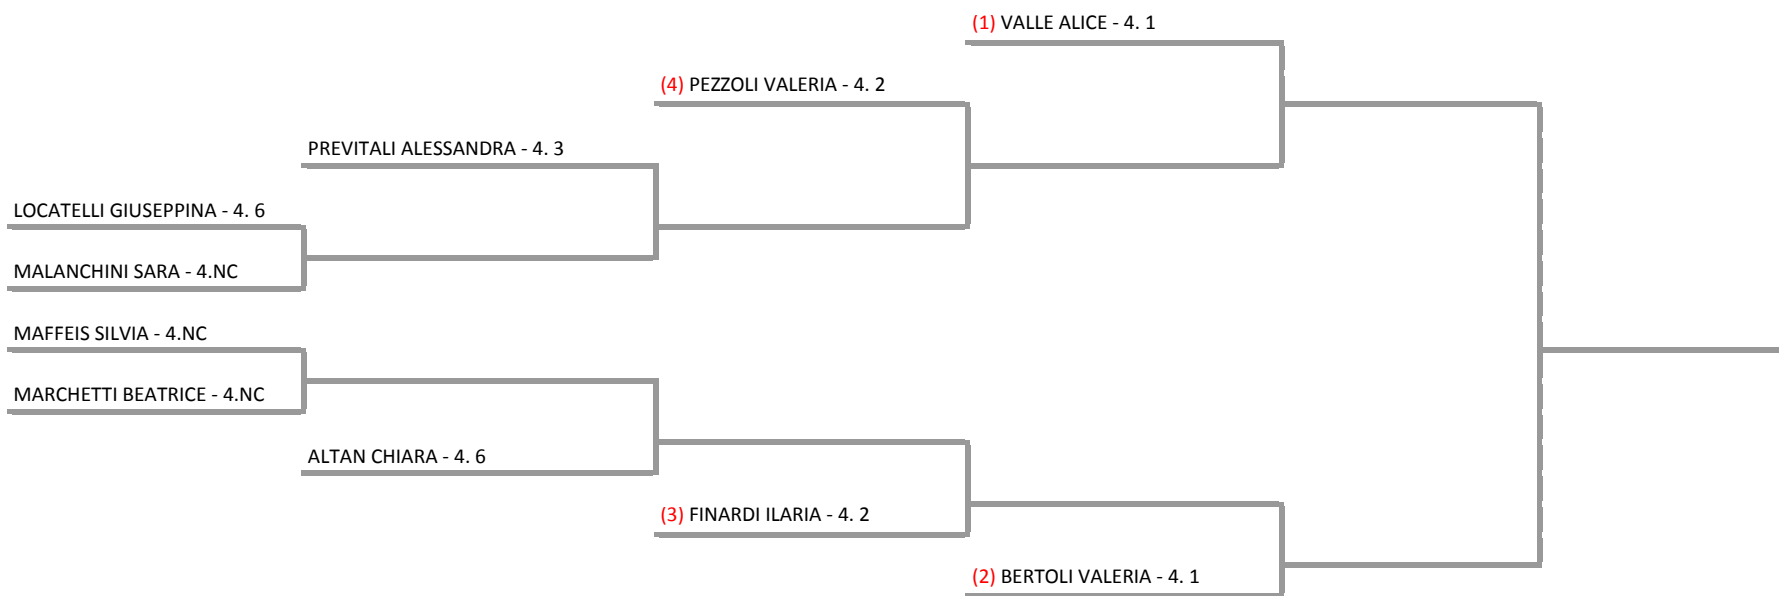 (1) VALLE ALICE - 4. 1
(4) PEZZOLI VALERIA - 4. 2
PREVITALI ALESSANDRA - 4. 3
LOCATELLI GIUSEPPINA - 4. 6
MALANCHINI SARA - 4.NC
MAFFEIS SILVIA - 4.NC
MARCHETTI BEATRICE - 4.NC
ALTAN CHIARA - 4. 6
(3) FINARDI ILARIA - 4. 2
(2) BERTOLI VALERIA - 4. 1